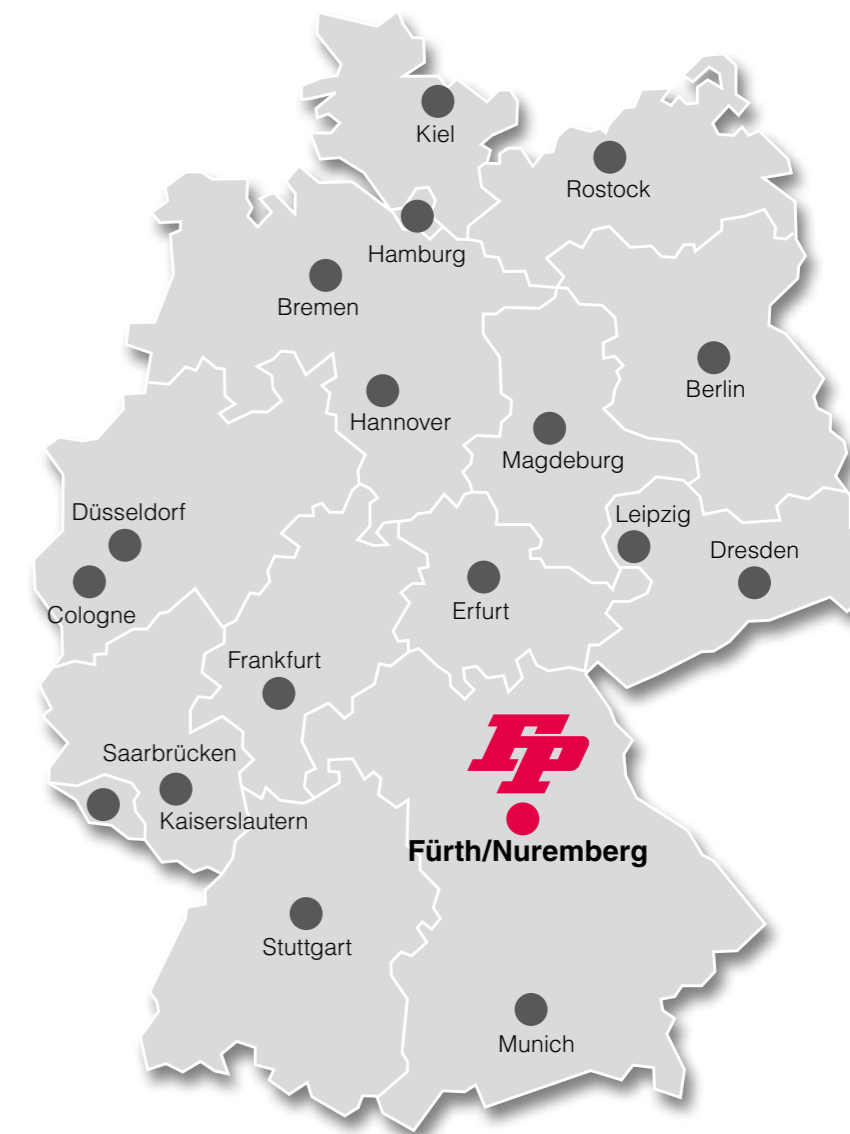 Kiel
Rostock
Hamburg
Bremen
Berlin
Hannover
Magdeburg
Düsseldorf
Leipzig
Dresden
Cologne
Erfurt
Frankfurt
FP
Saarbrücken
Kaiserslautern
Fürth/Nuremberg
Stuttgart
Munich